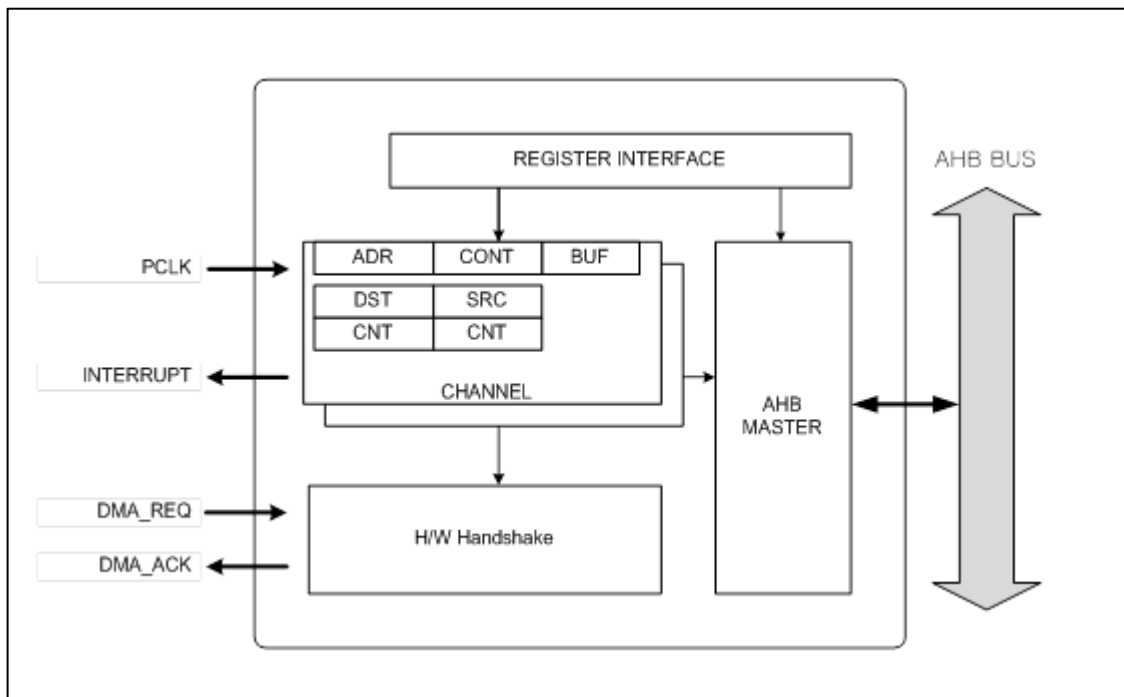 REGISTER INTERFACE
AHB BUS
ADR CONT BUF
PCLK
DST SRC
CNT CNT
INTERRUPT
CHANNEL
AHB
MASTER
DMA_REQ
H/W Handshake
DMA_ACK